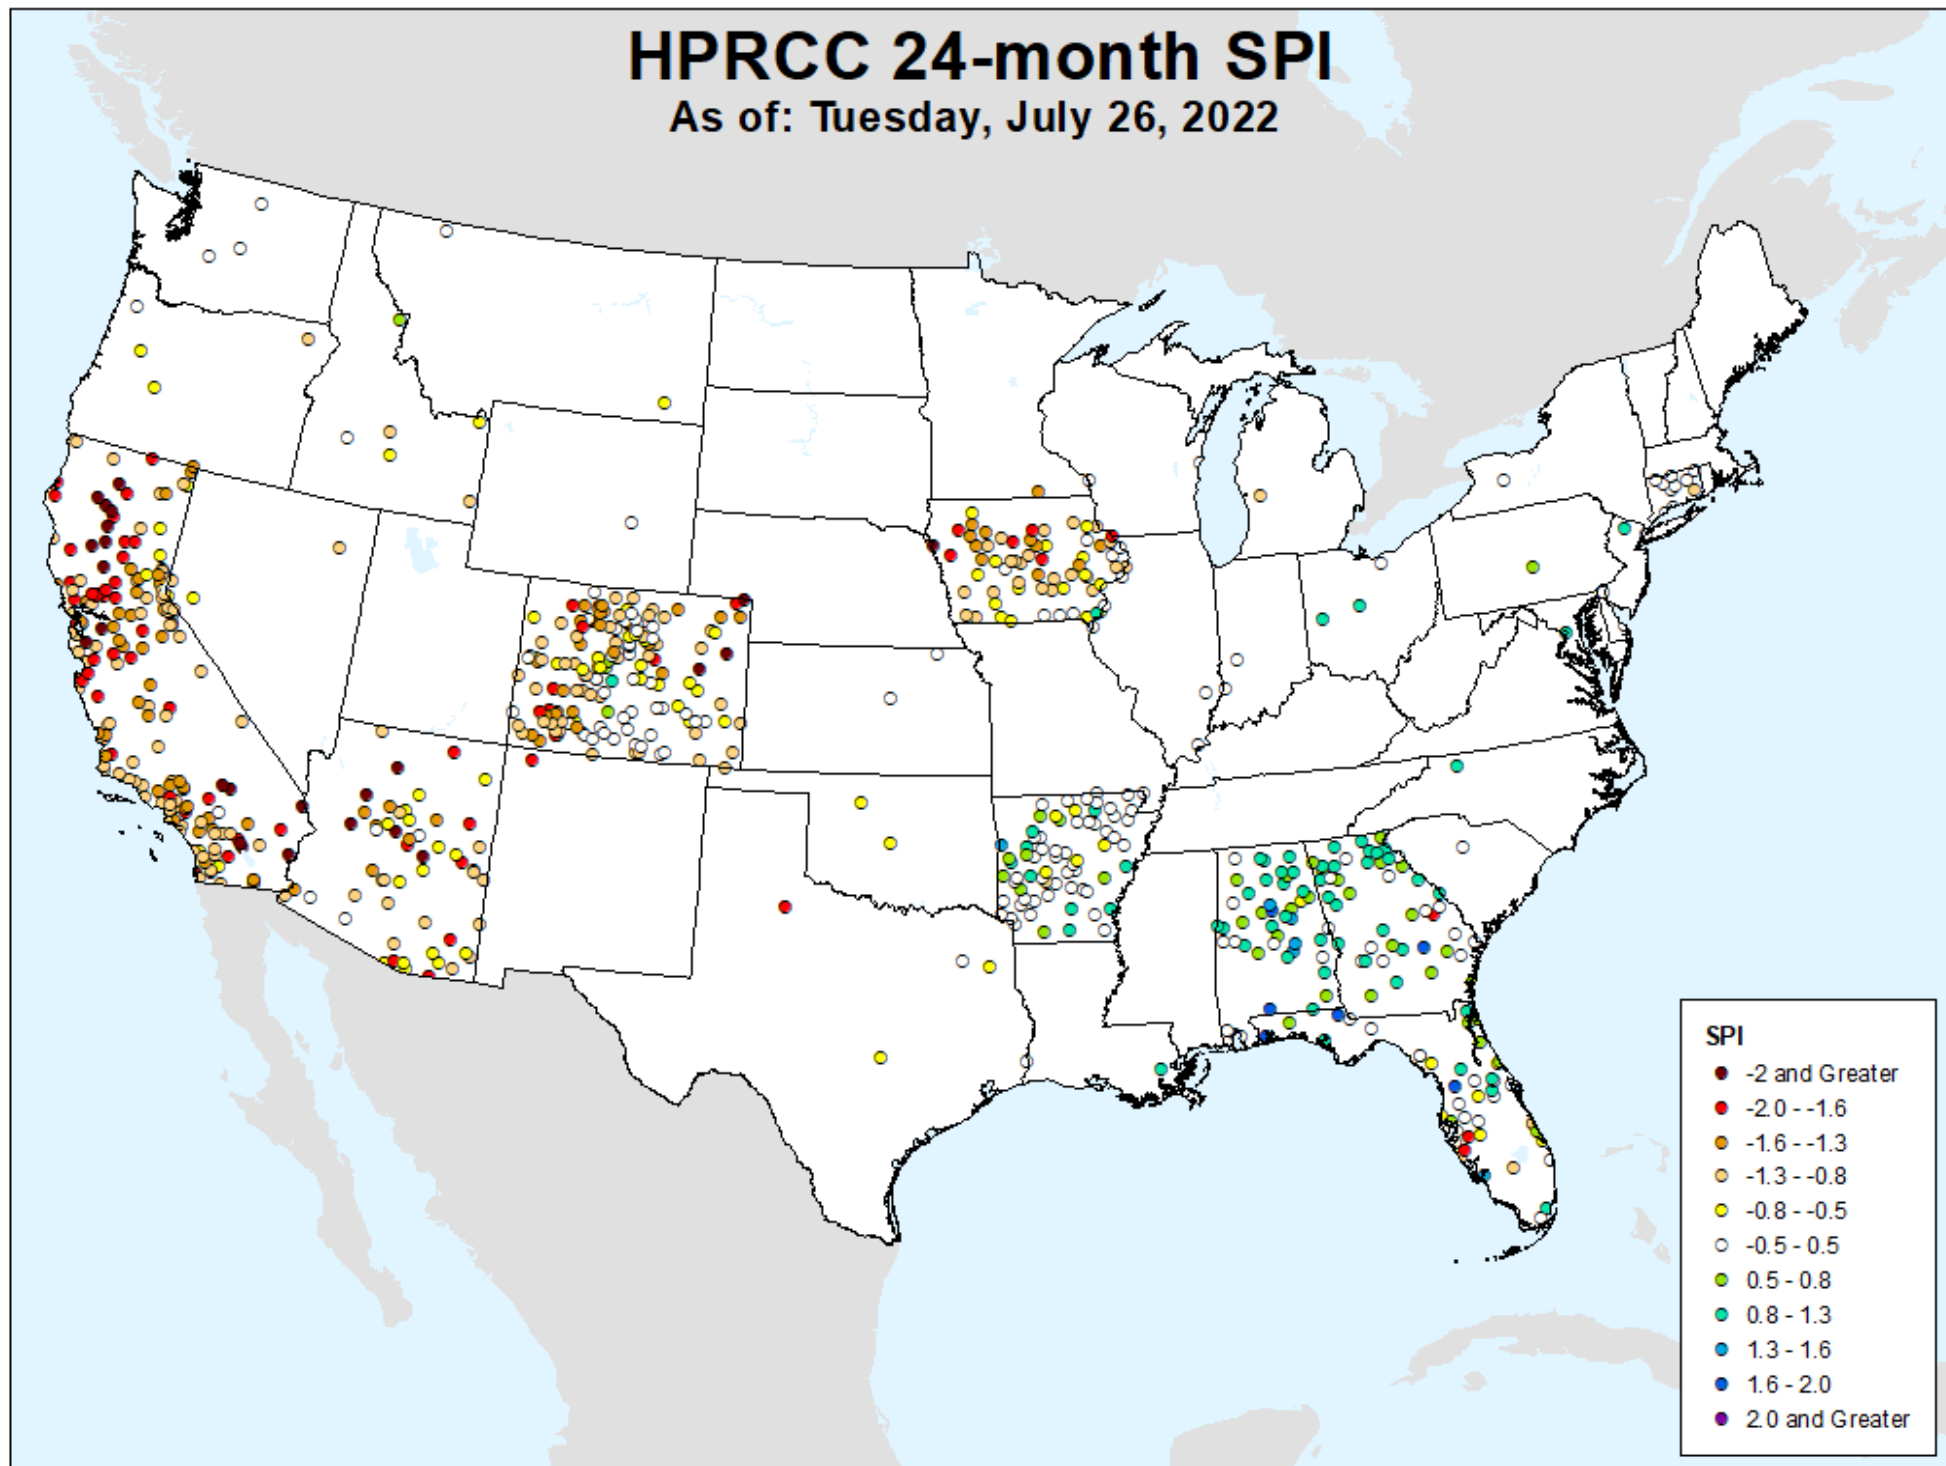 HPRCC 24-month SPI
As of: Tuesday, July 26, 2022
SPI
-2 and Greater
-2.0 - -1.6
-1.6 - -1.3
-1.3 - -0.8
-0.8 - -0.5
-0.5 - 0.5
0.5 - 0.8
0.8 - 1.3
1.3 - 1.6
1.6 - 2.0
2.0 and Greater